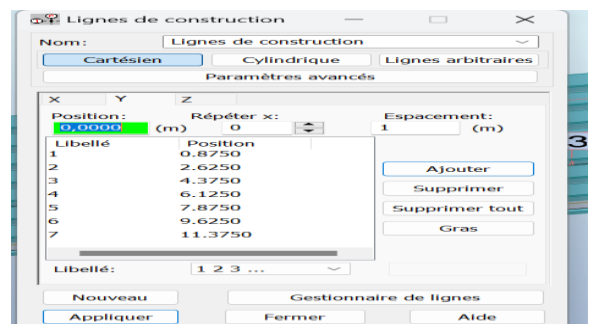 Lignes de construction
Nom: Lignes de construction
Cartésien Cylindrique Lignes arbitraires
Paramètres avancés
X Y Z
Position: Répéter x: Espacement:
0,0000 (m) 0 1 (m)
Libellé Position
1 0.8750
2 2.6250
3 4.3750
4 6.1250
5 7.8750
6 9.6250
7 11.3750
Ajouter
Supprimer
Supprimer tout
Gras
Libellé: 1 2 3 ...
Nouveau Gestionnaire de lignes
Appliquer Fermer Aide
3